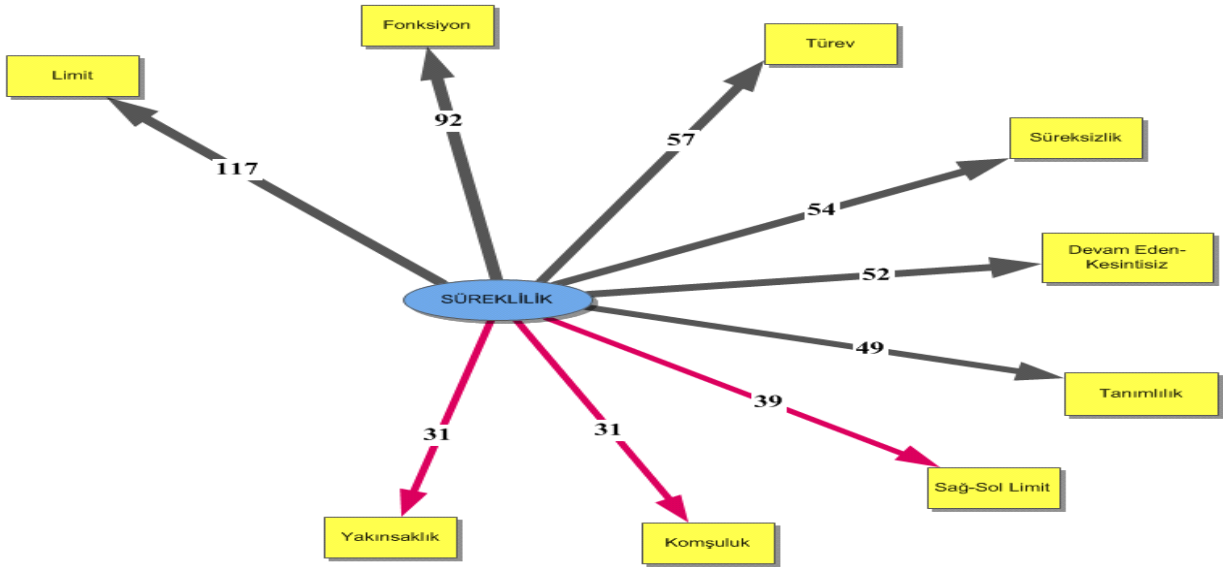 Fonksiyon
Türev
Limit
92
57
117
Süreksizlik
54
Devam Eden-
Kesintisiz
52
SÜREKLİLİK
49
Tanımlılık
39
31
31
Sağ-Sol Limit
Yakınsaklık
Komşuluk